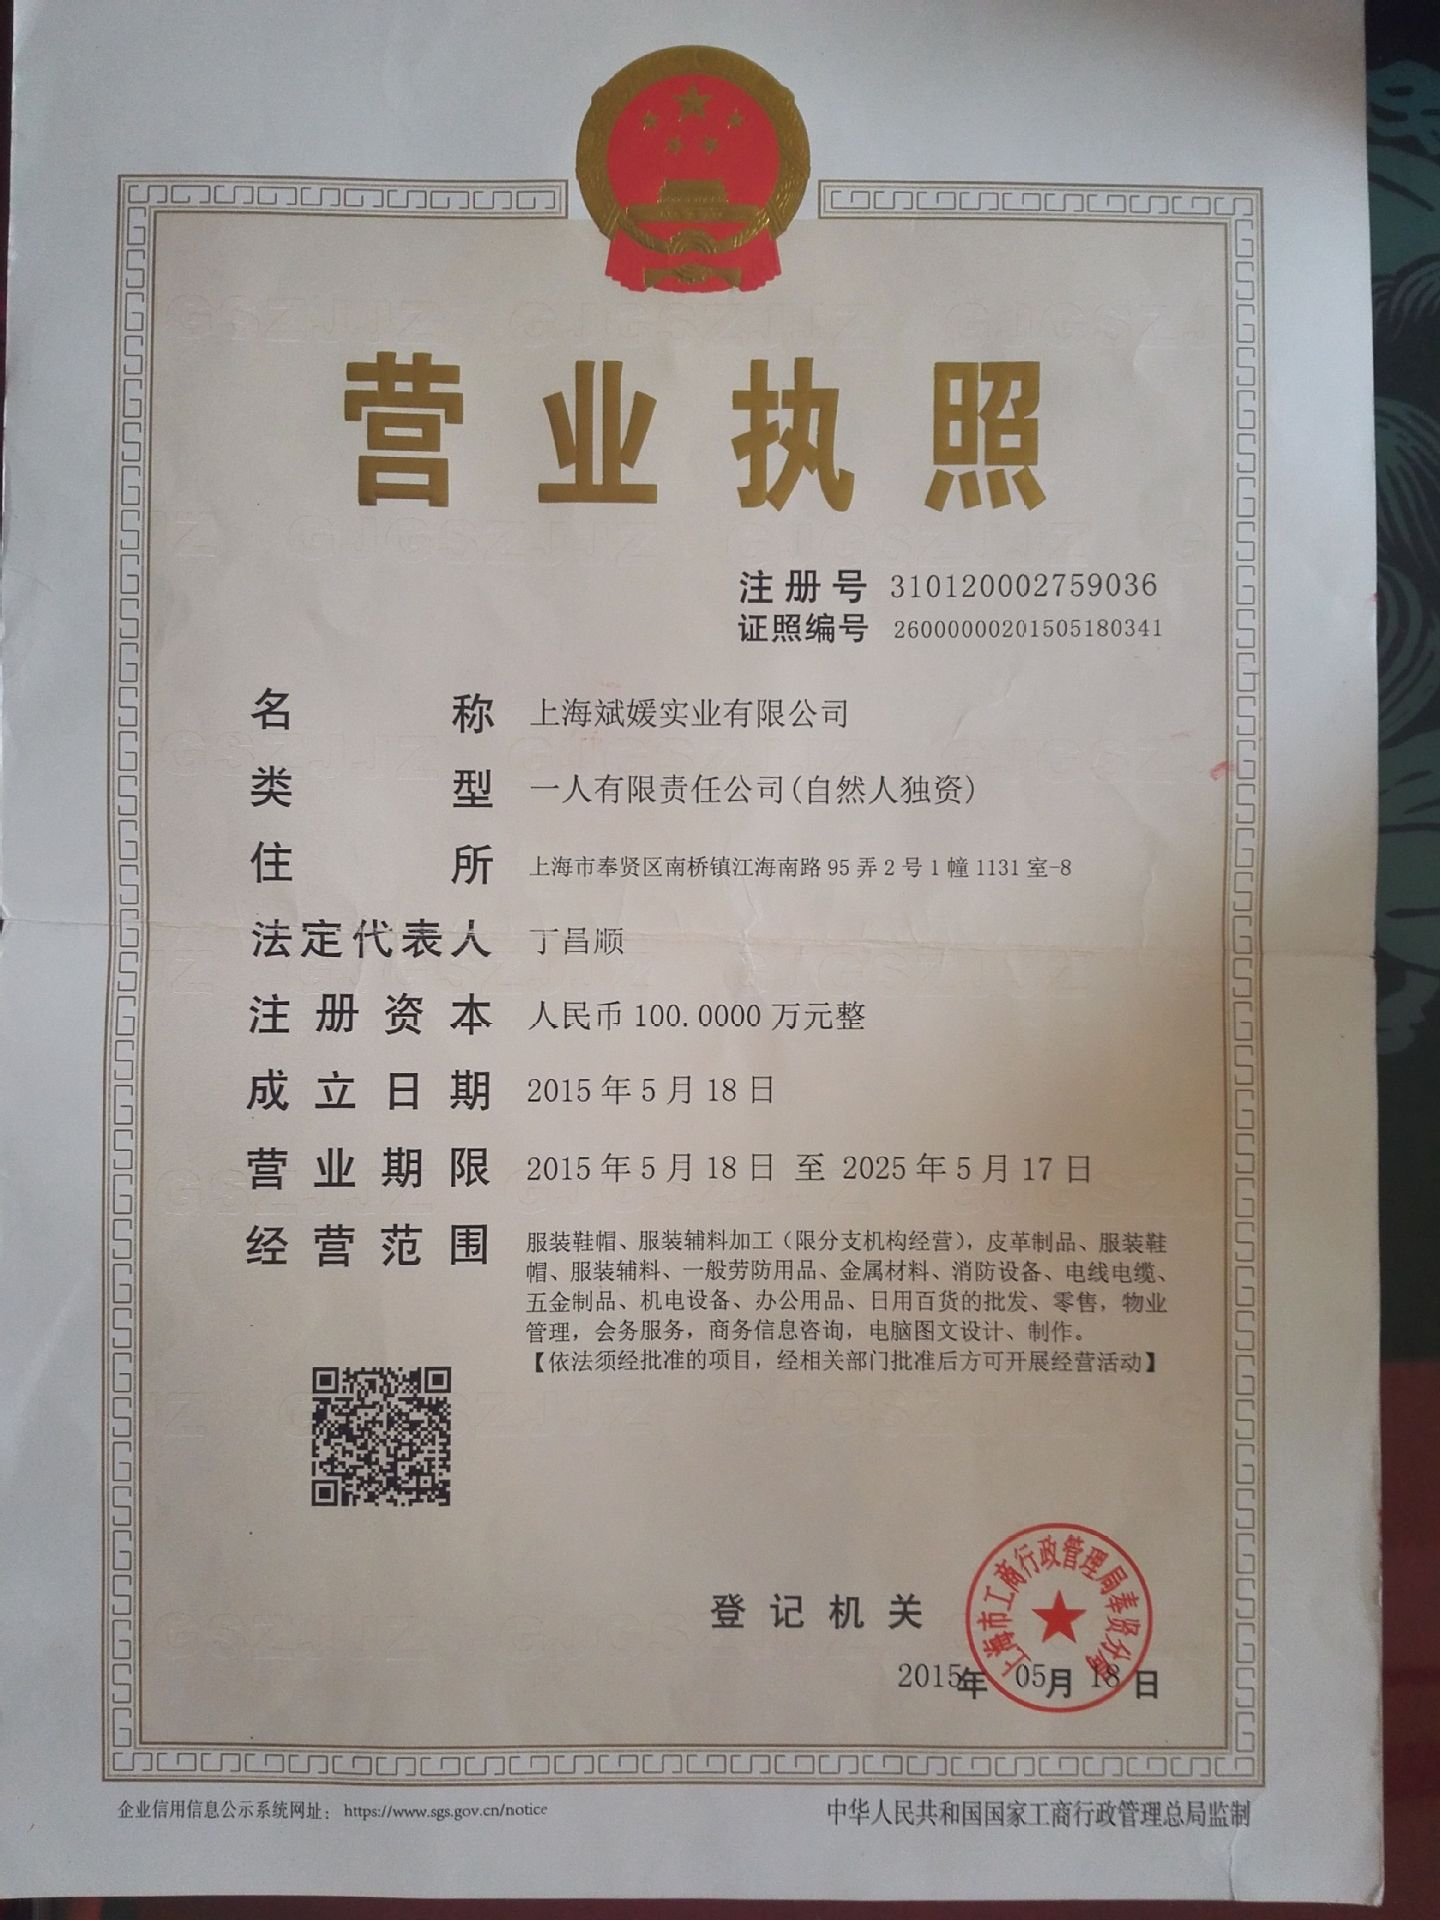 营业执照
注册号 310120002759036
证照编号 26000000201505180341
名称 上海斌媛实业有限公司
类型 一人有限责任公司(自然人独资)
住所 上海市奉贤区南桥镇江海南路95弄2号1幢1131室-8
法定代表人 丁昌顺
注册资本 人民币100.0000万元整
成立日期 2015年5月18日
营业期限 2015年5月18日 至 2025年5月17日
经营范围 服装鞋帽、服装辅料加工（限分支机构经营），皮革制品、服装鞋
帽、服装辅料、一般劳防用品、金属材料、消防设备、电线电缆、
五金制品、机电设备、办公用品、日用百货的批发、零售，物业
管理，会务服务，商务信息咨询，电脑图文设计、制作。
【依法须经批准的项目，经相关部门批准后方可开展经营活动】
登记机关
上海市工商行政管理局奉贤分局
2015年 05月 18日
企业信用信息公示系统网址： https://www.sgs.gov.cn/notice
中华人民共和国国家工商行政管理总局监制